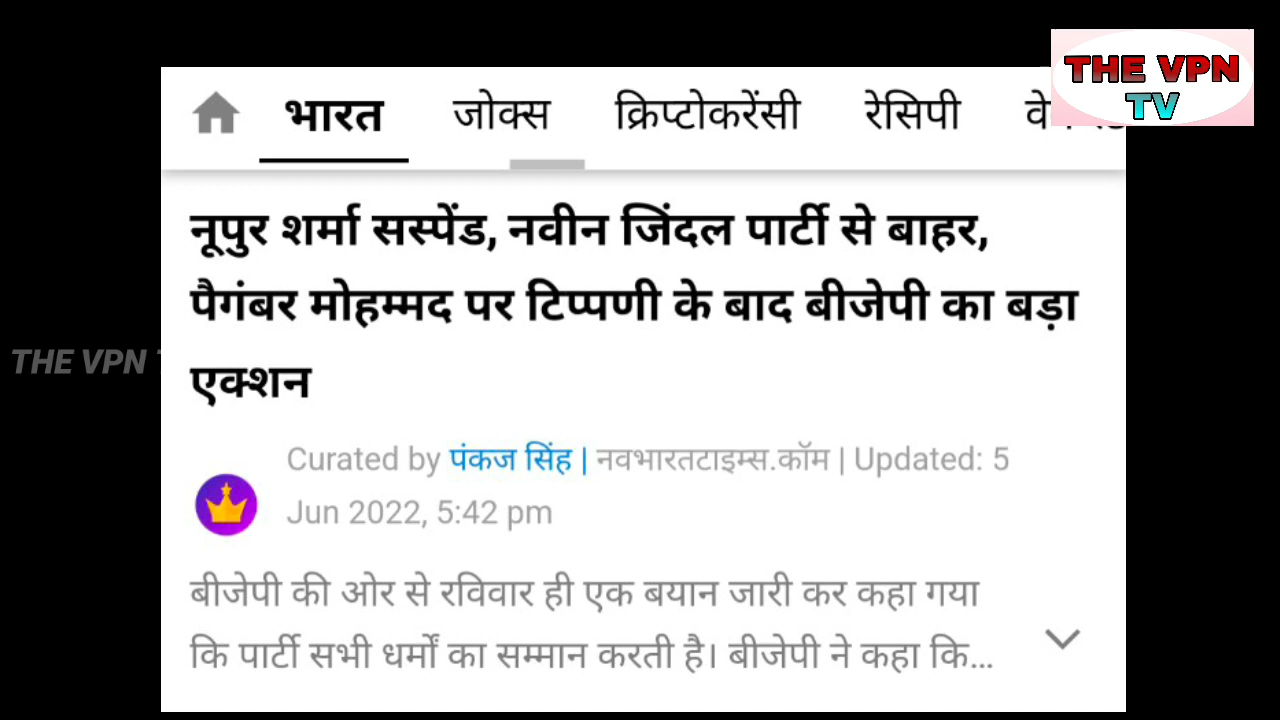 THE VPN
TV
भारत जोक्स क्रिप्टोकरेंसी रेसिपी
नूपुर शर्मा सस्पेंड, नवीन जिंदल पार्टी से बाहर,
पैगंबर मोहम्मद पर टिप्पणी के बाद बीजेपी का बड़ा
एक्शन
Curated by पंकज सिंह | नवभारतटाइम्स.कॉम | Updated: 5
Jun 2022, 5:42 pm
THE VPN
बीजेपी की ओर से रविवार ही एक बयान जारी कर कहा गया
कि पार्टी सभी धर्मों का सम्मान करती है। बीजेपी ने कहा कि...